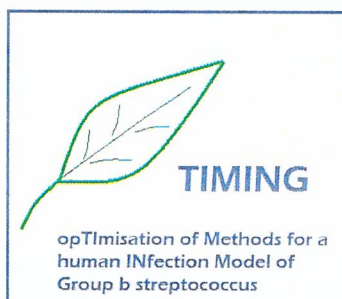 TIMING
opTImisation of Methods for a
human INfection Model of
Group b streptococcus